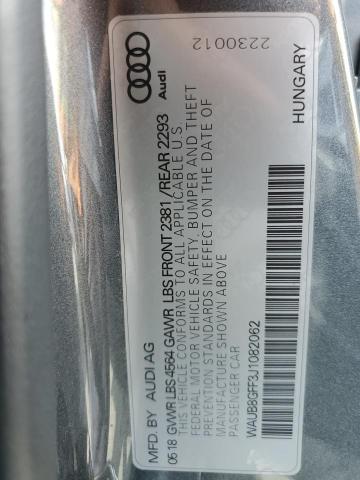 2230012
Audi
HUNGARY
MFD. BY AUDI AG
05.18 GVWR LBS 4564 GAWR LBS FRONT 2381 /REAR 2293
THIS VEHICLE CONFORMS TO ALL APPLICABLE U.S.
FEDERAL MOTOR VEHICLE SAFETY, BUMPER AND THEFT
PREVENTION STANDARDS IN EFFECT ON THE DATE OF
MANUFACTURE SHOWN ABOVE
PASSENGER CAR
WAUB8GFF3J1082062